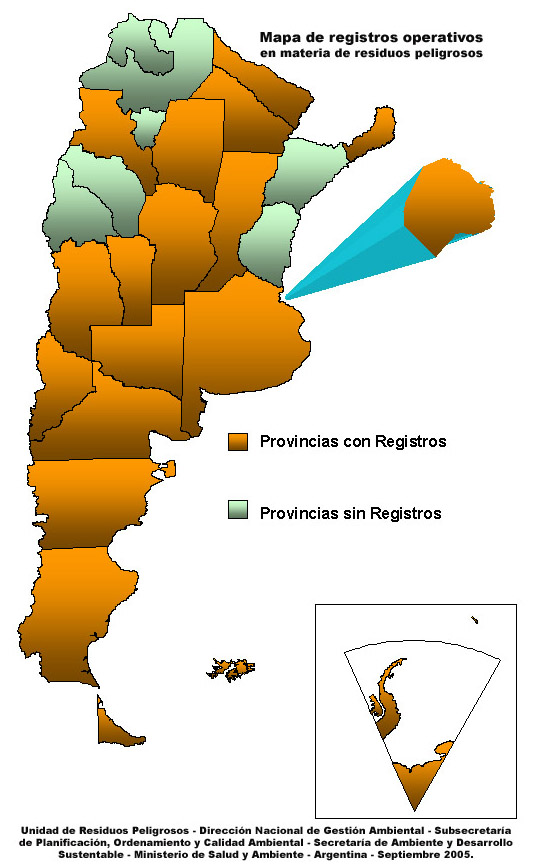 Mapa de registros operativos
en materia de residuos peligrosos
Provincias con Registros
Provincias sin Registros
Unidad de Residuos Peligrosos - Dirección Nacional de Gestión Ambiental - Subsecretaría
de Planificación, Ordenamiento y Calidad Ambiental - Secretaría de Ambiente y Desarrollo
Sustentable - Ministerio de Salud y Ambiente - Argentina - Septiembre 2005.